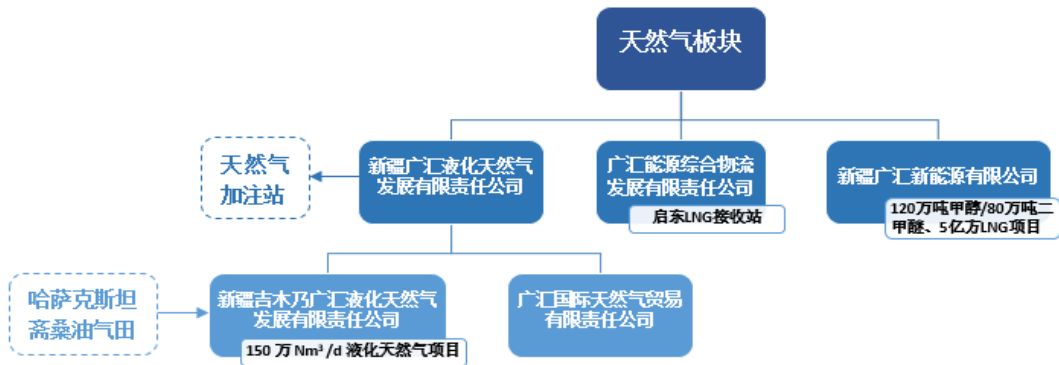 天然气板块
天然气
加注站
新疆广汇液化天然气
发展有限责任公司
广汇能源综合物流
发展有限责任公司
启东LNG接收站
新疆广汇新能源有限公司
120万吨甲醇/80万吨二
甲醚、5亿方LNG项目
哈萨克斯坦
斋桑油气田
新疆吉木乃广汇液化天然气
发展有限责任公司
150 万 Nm³ /d 液化天然气项目
广汇国际天然气贸易
有限责任公司